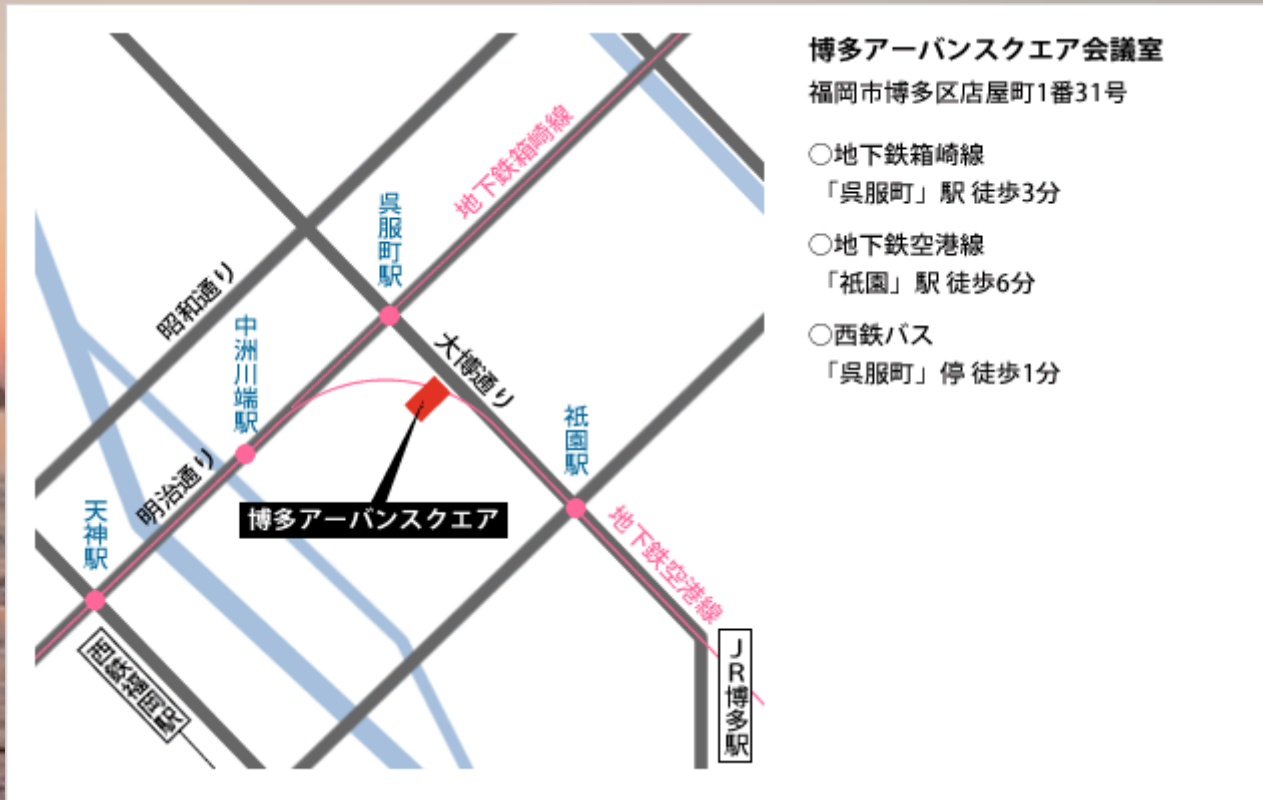 博多アーバンスクエア会議室
福岡市博多区店屋町1番31号
○地下鉄箱崎線
「呉服町」駅 徒歩3分
○地下鉄空港線
「祇園」駅 徒歩6分
○西鉄バス
「呉服町」停 徒歩1分
地下鉄箱崎線
呉服町駅
昭和通り
中洲川端駅
大博通り
祇園駅
明治通り
天神駅
博多アーバンスクエア
地下鉄空港線
西鉄福岡駅
JR博多駅